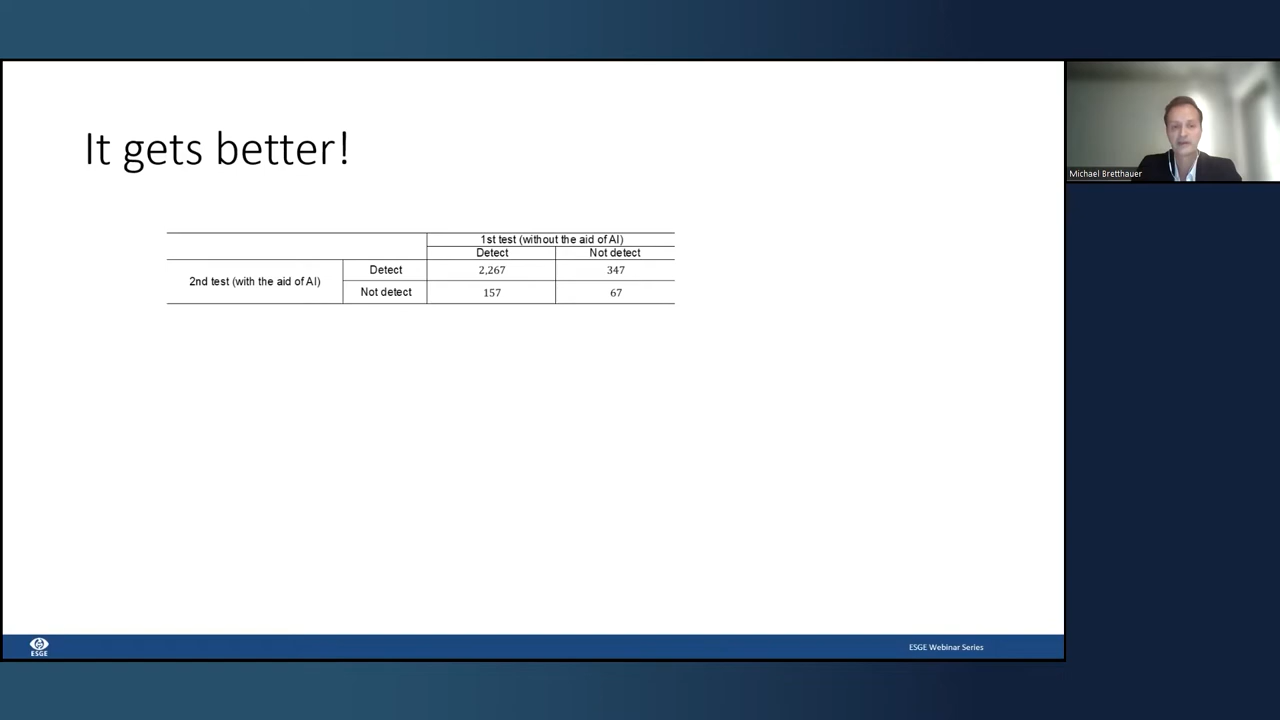 It gets better!
Michael Bretthauer
1st test (without the aid of AI)
Detect Not detect
2nd test (with the aid of AI) Detect 2,267 347
Not detect 157 67
ESGE
ESGE Webinar Series